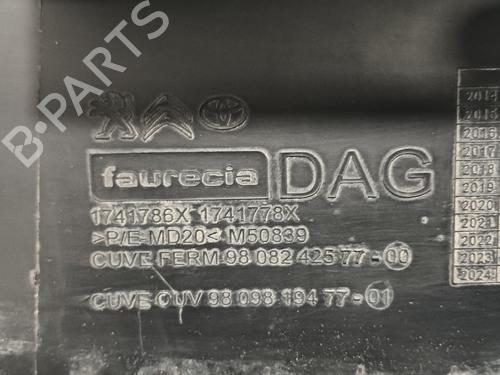 B-PARTS
faurecia DAG
1741786X 1741778X
>P/E-MD20< M50839
CUVE FERM 98 082 425 77-00
CUVE OUV 98 098 194 77-01
2014
2015
2016
2017
2018
2019
2020
2021
2022
2023
2024